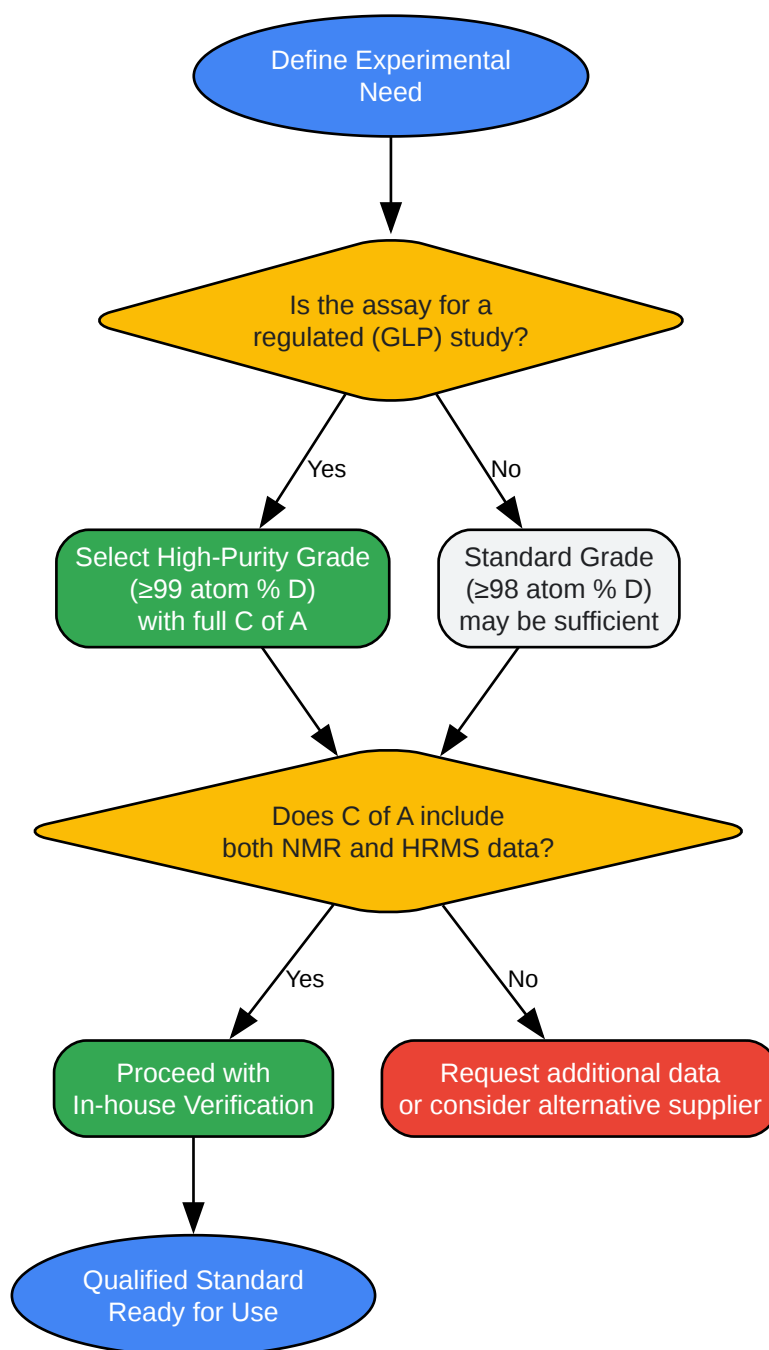 Define Experimental
Need
Is the assay for a
regulated (GLP) study?
Yes
No
Select High-Purity Grade
(≥99 atom % D)
with full C of A
Standard Grade
(≥98 atom % D)
may be sufficient
Does C of A include
both NMR and HRMS data?
Yes
No
Proceed with
In-house Verification
Request additional data
or consider alternative supplier
Qualified Standard
Ready for Use